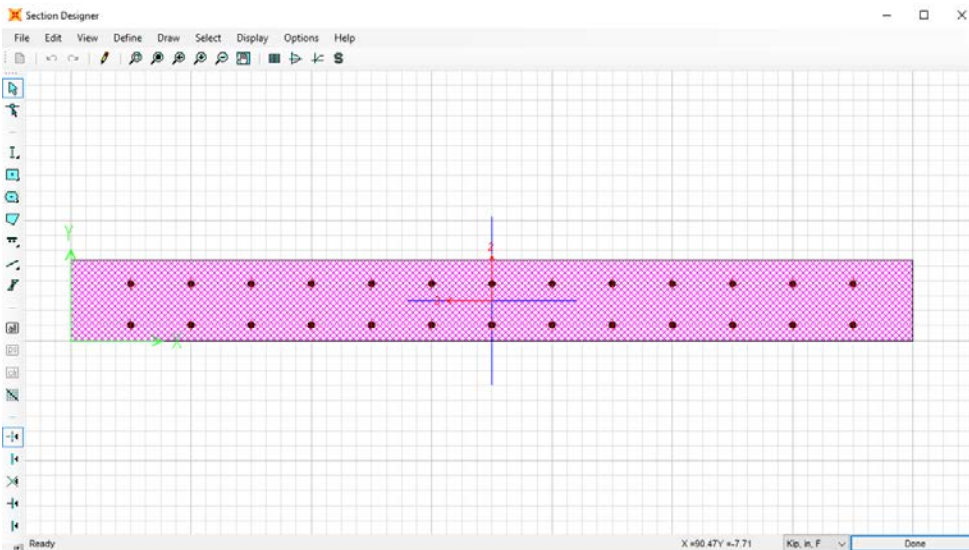 Section Designer
File Edit View Define Draw Select Display Options Help
Y
2
3
X
Ready X =90.47Y =-7.71 Kip, in, F Done